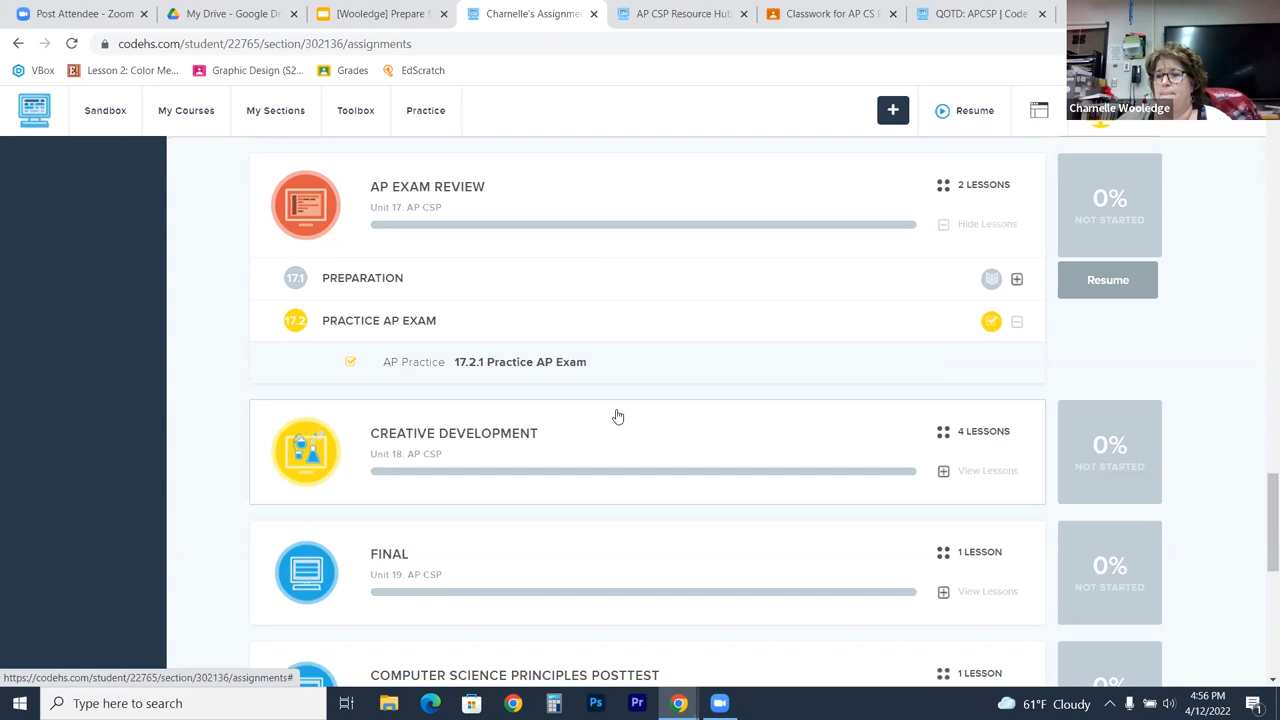 Post Attendee - Zoom
My Drive - Google D
[Wooledge] Preparati
Charnelle's Assignme
AP CSP Resource Hub
Classwork for AP CS F
QOTD: APCSP | Code
codehs.com/student/22765/section/302136/assignments
VBox
Lesson 2: Color Me...
Graphic Design (S2...
Grades
EdScratch
Charnelle Wooledge
Sandbox
My Courses
My Sections
Toolbox
Practice
+
Resume
AP EXAM REVIEW
Unit 17: AP CSP
2 LESSONS
Hide Lessons
0%
NOT STARTED
Resume
17.1 PREPARATION
17.2 PRACTICE AP EXAM
AP Practice 17.2.1 Practice AP Exam
CREATIVE DEVELOPMENT
Unit 18: AP CSP
4 LESSONS
View Lessons
0%
NOT STARTED
FINAL
Unit 19: AP CSP
1 LESSON
View Lessons
0%
NOT STARTED
COMPUTER SCIENCE PRINCIPLES POSTTEST
1 LESSON
0%
https://codehs.com/student/22765/section/302136/assignments#
Type here to search
Ps
Pr
61°F Cloudy
4:56 PM
4/12/2022
1